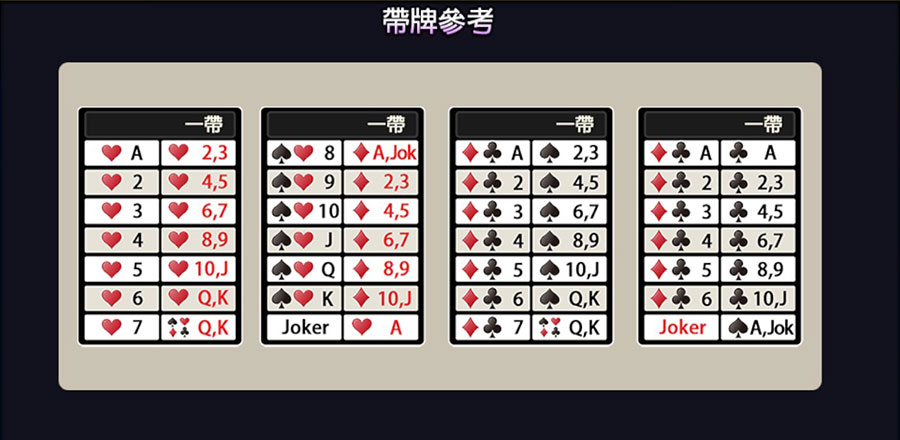 帶牌參考
一帶
♥ A ♥ 2,3
♥ 2 ♥ 4,5
♥ 3 ♥ 6,7
♥ 4 ♥ 8,9
♥ 5 ♥ 10,J
♥ 6 ♥ Q,K
♥ 7 ♠♥♦♣ Q,K
一帶
♠♥ 8 ♦ A,Jok
♠♥ 9 ♦ 2,3
♠♥ 10 ♦ 4,5
♠♥ J ♦ 6,7
♠♥ Q ♦ 8,9
♠♥ K ♦ 10,J
Joker ♥ A
一帶
♦♣ A ♠ 2,3
♦♣ 2 ♠ 4,5
♦♣ 3 ♠ 6,7
♦♣ 4 ♠ 8,9
♦♣ 5 ♠ 10,J
♦♣ 6 ♠ Q,K
♦♣ 7 ♠♥♦♣ Q,K
一帶
♦♣ A ♣ A
♦♣ 2 ♣ 2,3
♦♣ 3 ♣ 4,5
♦♣ 4 ♣ 6,7
♦♣ 5 ♣ 8,9
♦♣ 6 ♣ 10,J
Joker ♠ A,Jok